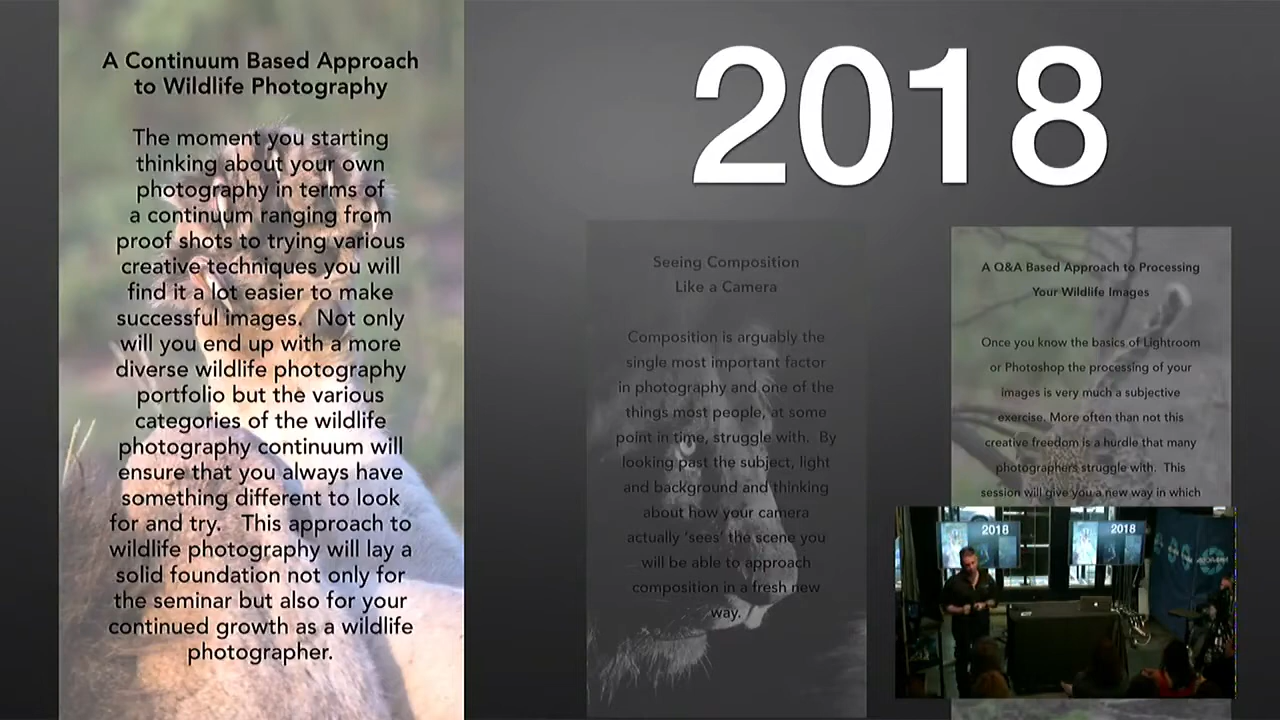 A Continuum Based Approach
to Wildlife Photography
The moment you starting
thinking about your own
photography in terms of
a continuum ranging from
proof shots to trying various
creative techniques you will
find it a lot easier to make
successful images. Not only
will you end up with a more
diverse wildlife photography
portfolio but the various
categories of the wildlife
photography continuum will
ensure that you always have
something different to look
for and try. This approach to
wildlife photography will lay a
solid foundation not only for
the seminar but also for your
continued growth as a wildlife
photographer.
2018
Seeing Composition
Like a Camera
Composition is arguably the
single most important factor
in photography and one of the
things most people, at some
point in time, struggle with. By
looking past the subject, light
and background and thinking
about how your camera
actually ‘sees’ the scene you
will be able to approach
composition in a fresh new
way.
A Q&A Based Approach to Processing
Your Wildlife Images
Once you know the basics of Lightroom
or Photoshop the processing of your
images is very much a subjective
exercise. More often than not this
creative freedom is a hurdle that many
photographers struggle with. This
session will give you a new way in which
2018
2018